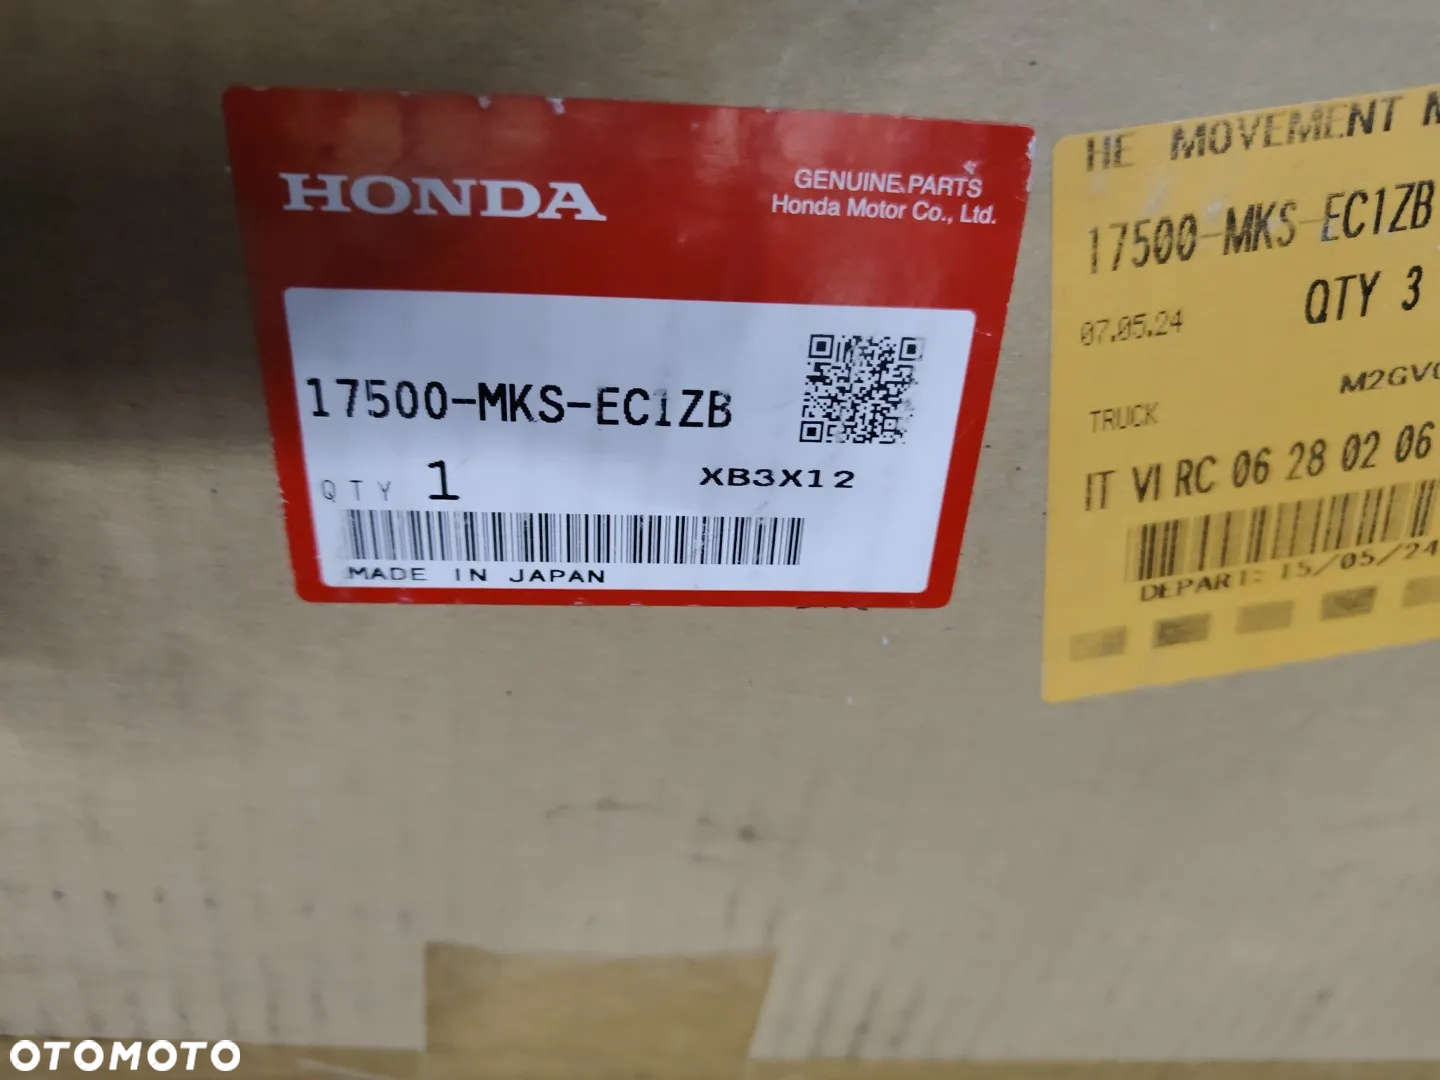 HONDA
GENUINE PARTS
Honda Motor Co., Ltd.
17500-MKS-EC1ZB
QTY 1
XB3X12
MADE IN JAPAN
HE MOVEMENT
17500-MKS-EC1ZB
QTY 3
07.05.24
M2GV
TRUCK
IT VI RC 06 28 02 06
DEPART: 15/05/24
OTOMOTO